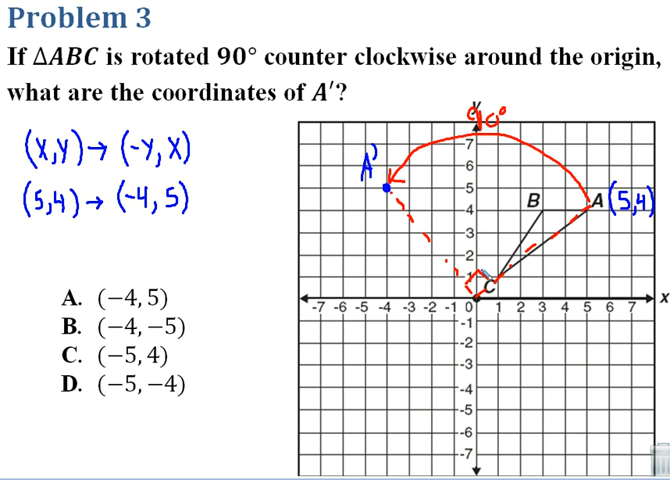 Problem 3
If ΔABC is rotated 90° counter clockwise around the origin,
what are the coordinates of A′?
(x,y)→(-y,x)
(5,4)→(-4,5)
A. (−4,5)
B. (−4,−5)
C. (−5,4)
D. (−5,−4)
y
90°
A'
B
A (5,4)
C
x
7
6
5
4
3
2
1
-7 -6 -5 -4 -3 -2 -1 0 1 2 3 4 5 6 7
-1
-2
-3
-4
-5
-6
-7